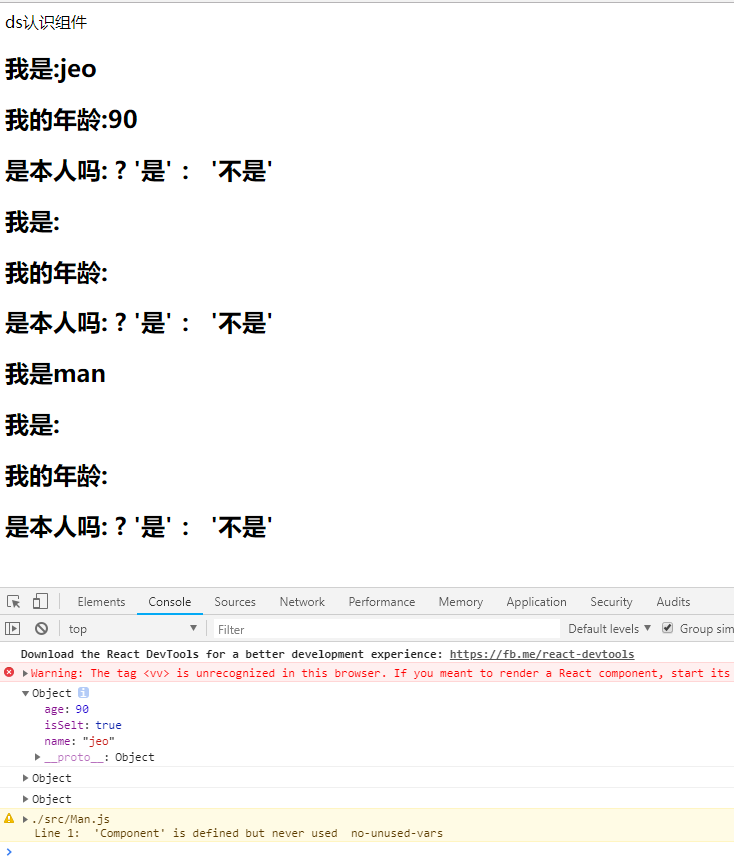 ds认识组件
我是:jeo
我的年龄:90
是本人吗: ? '是' ： '不是'
我是:
我的年龄:
是本人吗: ? '是' ： '不是'
我是man
我是:
我的年龄:
是本人吗: ? '是' ： '不是'
Elements Console Sources Network Performance Memory Application Security Audits
top Filter Default levels Group sim
Download the React DevTools for a better development experience: https://fb.me/react-devtools
Warning: The tag <vv> is unrecognized in this browser. If you meant to render a React component, start its
Object
age: 90
isSelt: true
name: "jeo"
__proto__: Object
Object
Object
./src/Man.js
Line 1: 'Component' is defined but never used no-unused-vars